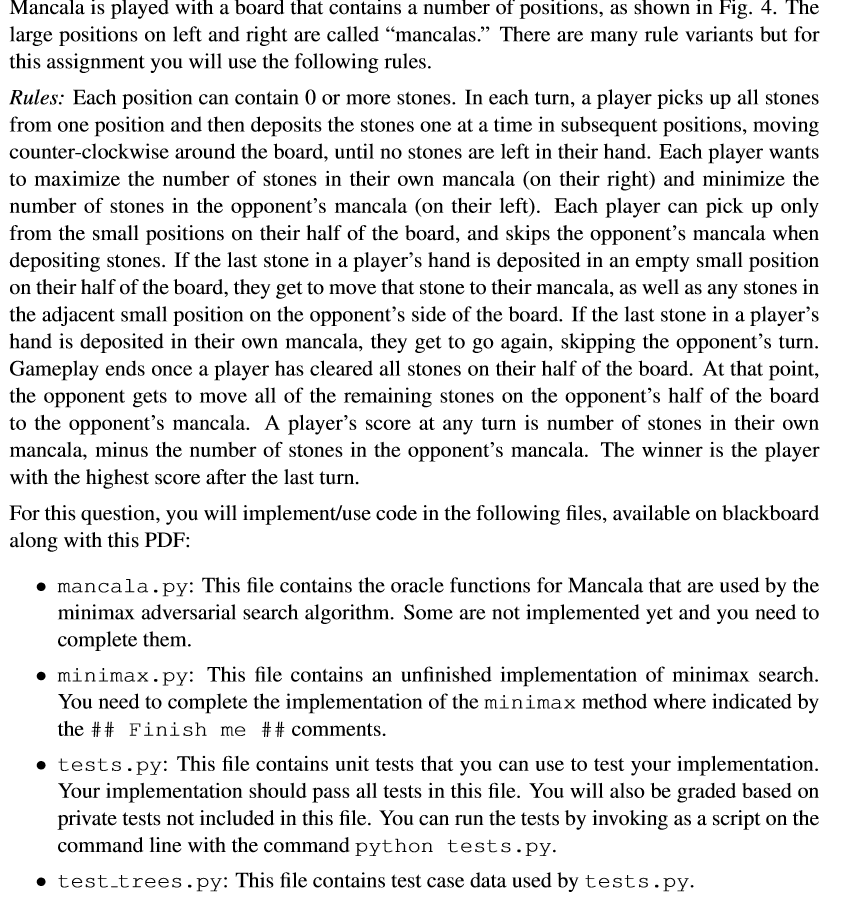 Mancala is played with a board that contains a number of positions, as shown in Fig. 4. The
large positions on left and right are called “mancalas.” There are many rule variants but for
this assignment you will use the following rules.
Rules: Each position can contain 0 or more stones. In each turn, a player picks up all stones
from one position and then deposits the stones one at a time in subsequent positions, moving
counter-clockwise around the board, until no stones are left in their hand. Each player wants
to maximize the number of stones in their own mancala (on their right) and minimize the
number of stones in the opponent’s mancala (on their left). Each player can pick up only
from the small positions on their half of the board, and skips the opponent’s mancala when
depositing stones. If the last stone in a player’s hand is deposited in an empty small position
on their half of the board, they get to move that stone to their mancala, as well as any stones in
the adjacent small position on the opponent’s side of the board. If the last stone in a player’s
hand is deposited in their own mancala, they get to go again, skipping the opponent’s turn.
Gameplay ends once a player has cleared all stones on their half of the board. At that point,
the opponent gets to move all of the remaining stones on the opponent’s half of the board
to the opponent’s mancala. A player’s score at any turn is number of stones in their own
mancala, minus the number of stones in the opponent’s mancala. The winner is the player
with the highest score after the last turn.
For this question, you will implement/use code in the following files, available on blackboard
along with this PDF:
• mancala.py: This file contains the oracle functions for Mancala that are used by the
minimax adversarial search algorithm. Some are not implemented yet and you need to
complete them.
• minimax.py: This file contains an unfinished implementation of minimax search.
You need to complete the implementation of the minimax method where indicated by
the ## Finish me ## comments.
• tests.py: This file contains unit tests that you can use to test your implementation.
Your implementation should pass all tests in this file. You will also be graded based on
private tests not included in this file. You can run the tests by invoking as a script on the
command line with the command python tests.py.
• test_trees.py: This file contains test case data used by tests.py.